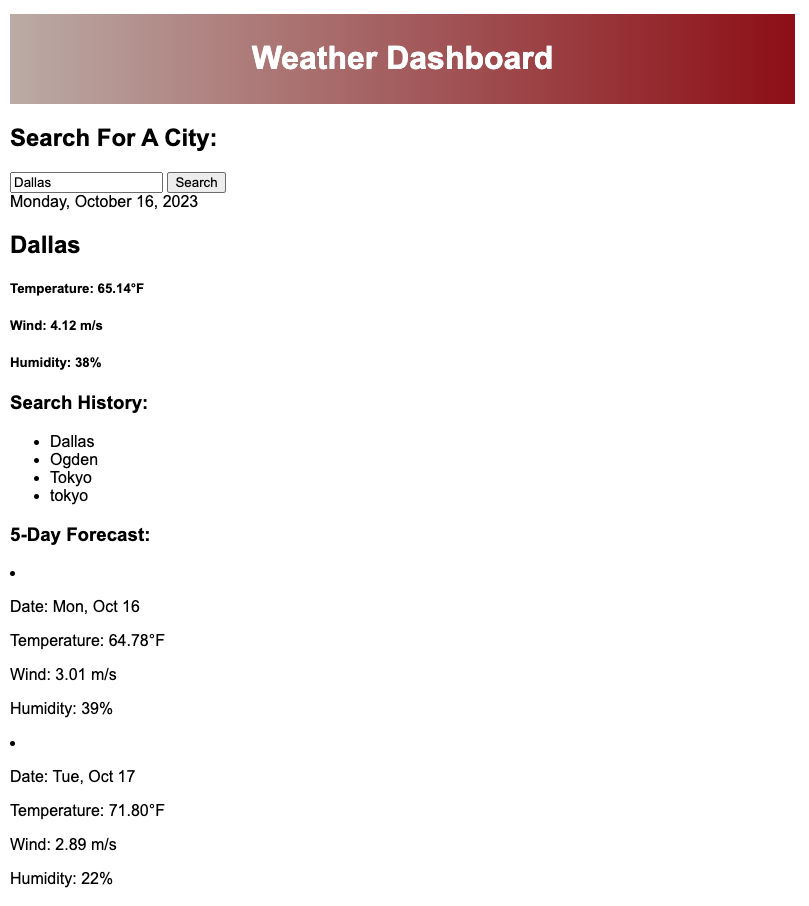 Weather Dashboard
Search For A City:
Dallas Search
Monday, October 16, 2023
Dallas
Temperature: 65.14°F
Wind: 4.12 m/s
Humidity: 38%
Search History:
• Dallas
• Ogden
• Tokyo
• tokyo
5-Day Forecast:
•
Date: Mon, Oct 16
Temperature: 64.78°F
Wind: 3.01 m/s
Humidity: 39%
•
Date: Tue, Oct 17
Temperature: 71.80°F
Wind: 2.89 m/s
Humidity: 22%